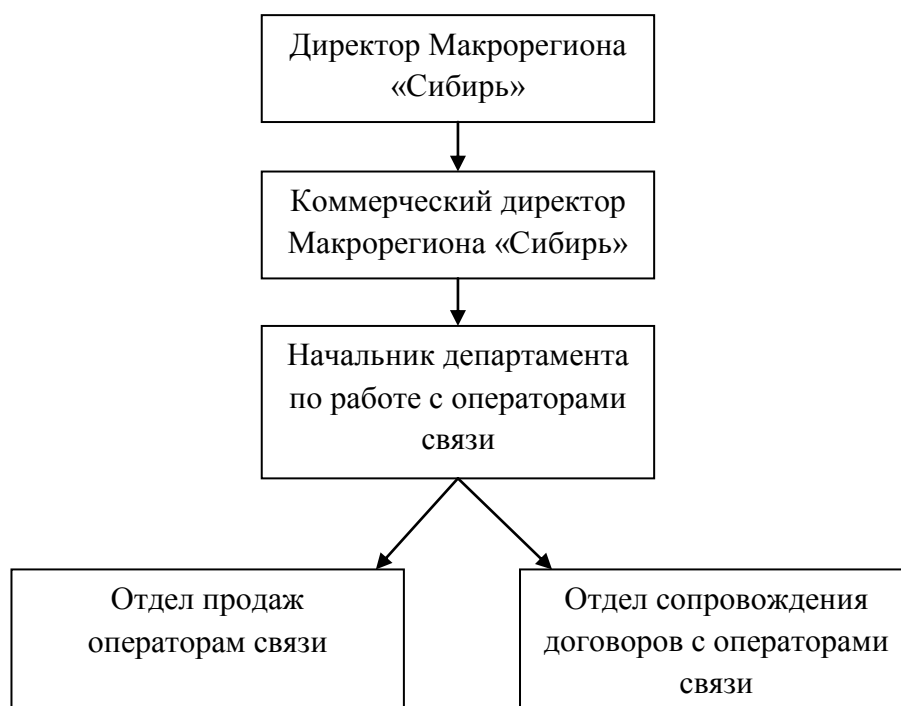 Директор Макрорегиона
«Сибирь»
Коммерческий директор
Макрорегиона «Сибирь»
Начальник департамента
по работе с операторами
связи
Отдел продаж
операторам связи
Отдел сопровождения
договоров с операторами
связи